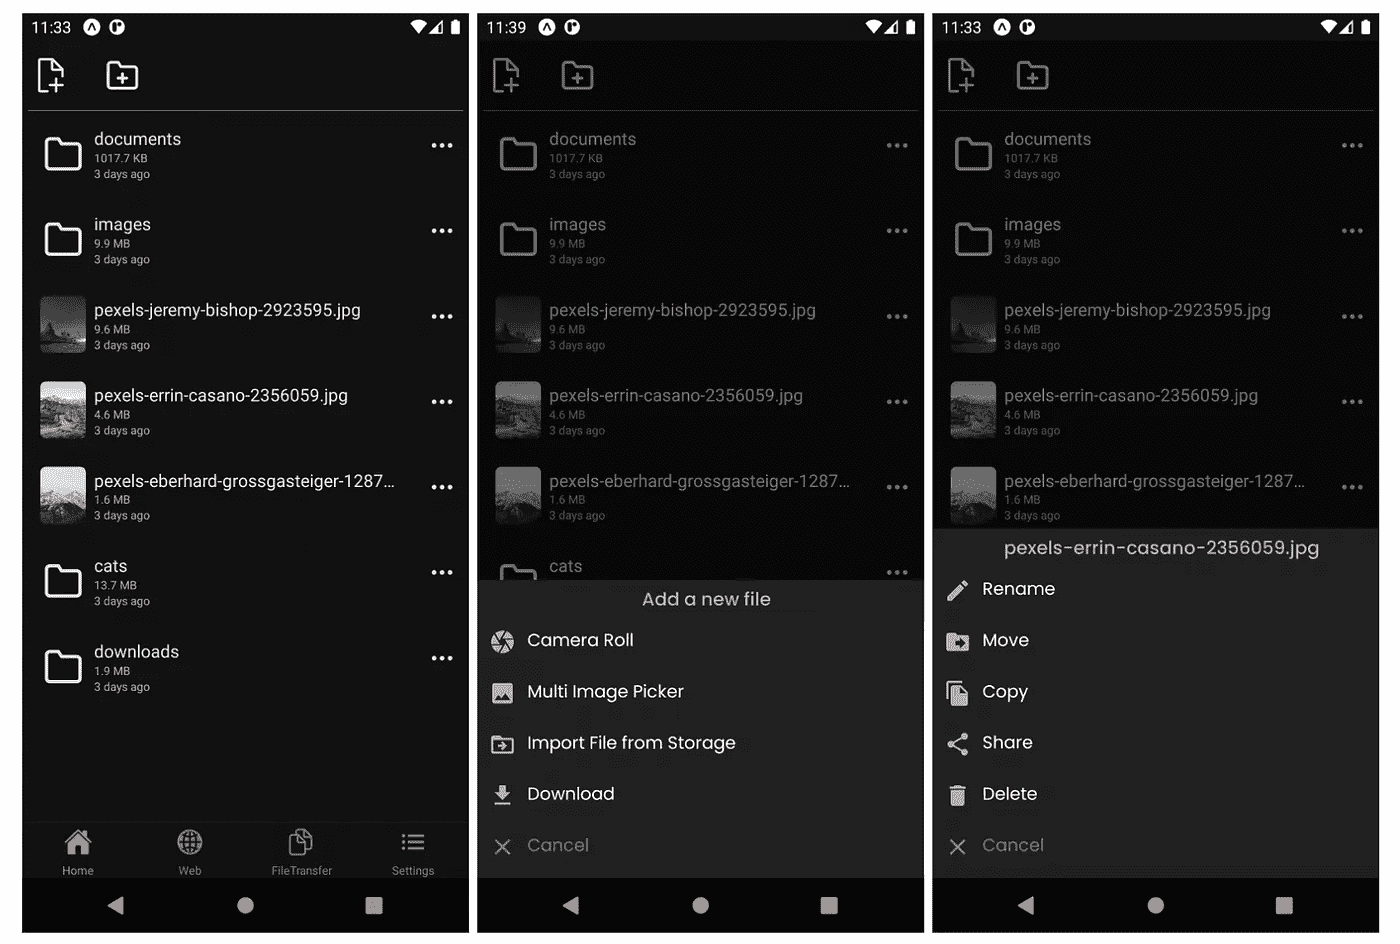 11:33
documents
1017.7 KB
3 days ago
images
9.9 MB
3 days ago
pexels-jeremy-bishop-2923595.jpg
9.6 MB
3 days ago
pexels-errin-casano-2356059.jpg
4.6 MB
3 days ago
pexels-eberhard-grossgasteiger-1287...
1.6 MB
3 days ago
cats
13.7 MB
3 days ago
downloads
1.9 MB
3 days ago
Home
Web
FileTransfer
Settings
11:39
documents
1017.7 KB
3 days ago
images
9.9 MB
3 days ago
pexels-jeremy-bishop-2923595.jpg
9.6 MB
3 days ago
pexels-errin-casano-2356059.jpg
4.6 MB
3 days ago
pexels-eberhard-grossgasteiger-1287...
1.6 MB
3 days ago
cats
Add a new file
Camera Roll
Multi Image Picker
Import File from Storage
Download
Cancel
11:33
documents
1017.7 KB
3 days ago
images
9.9 MB
3 days ago
pexels-jeremy-bishop-2923595.jpg
9.6 MB
3 days ago
pexels-errin-casano-2356059.jpg
4.6 MB
3 days ago
pexels-eberhard-grossgasteiger-1287...
1.6 MB
3 days ago
pexels-errin-casano-2356059.jpg
Rename
Move
Copy
Share
Delete
Cancel